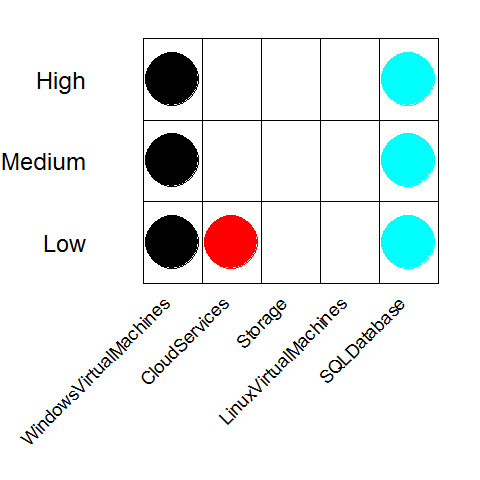 High
Medium
Low
WindowsVirtualMachines
CloudServices
Storage
LinuxVirtualMachines
SQLDatabase